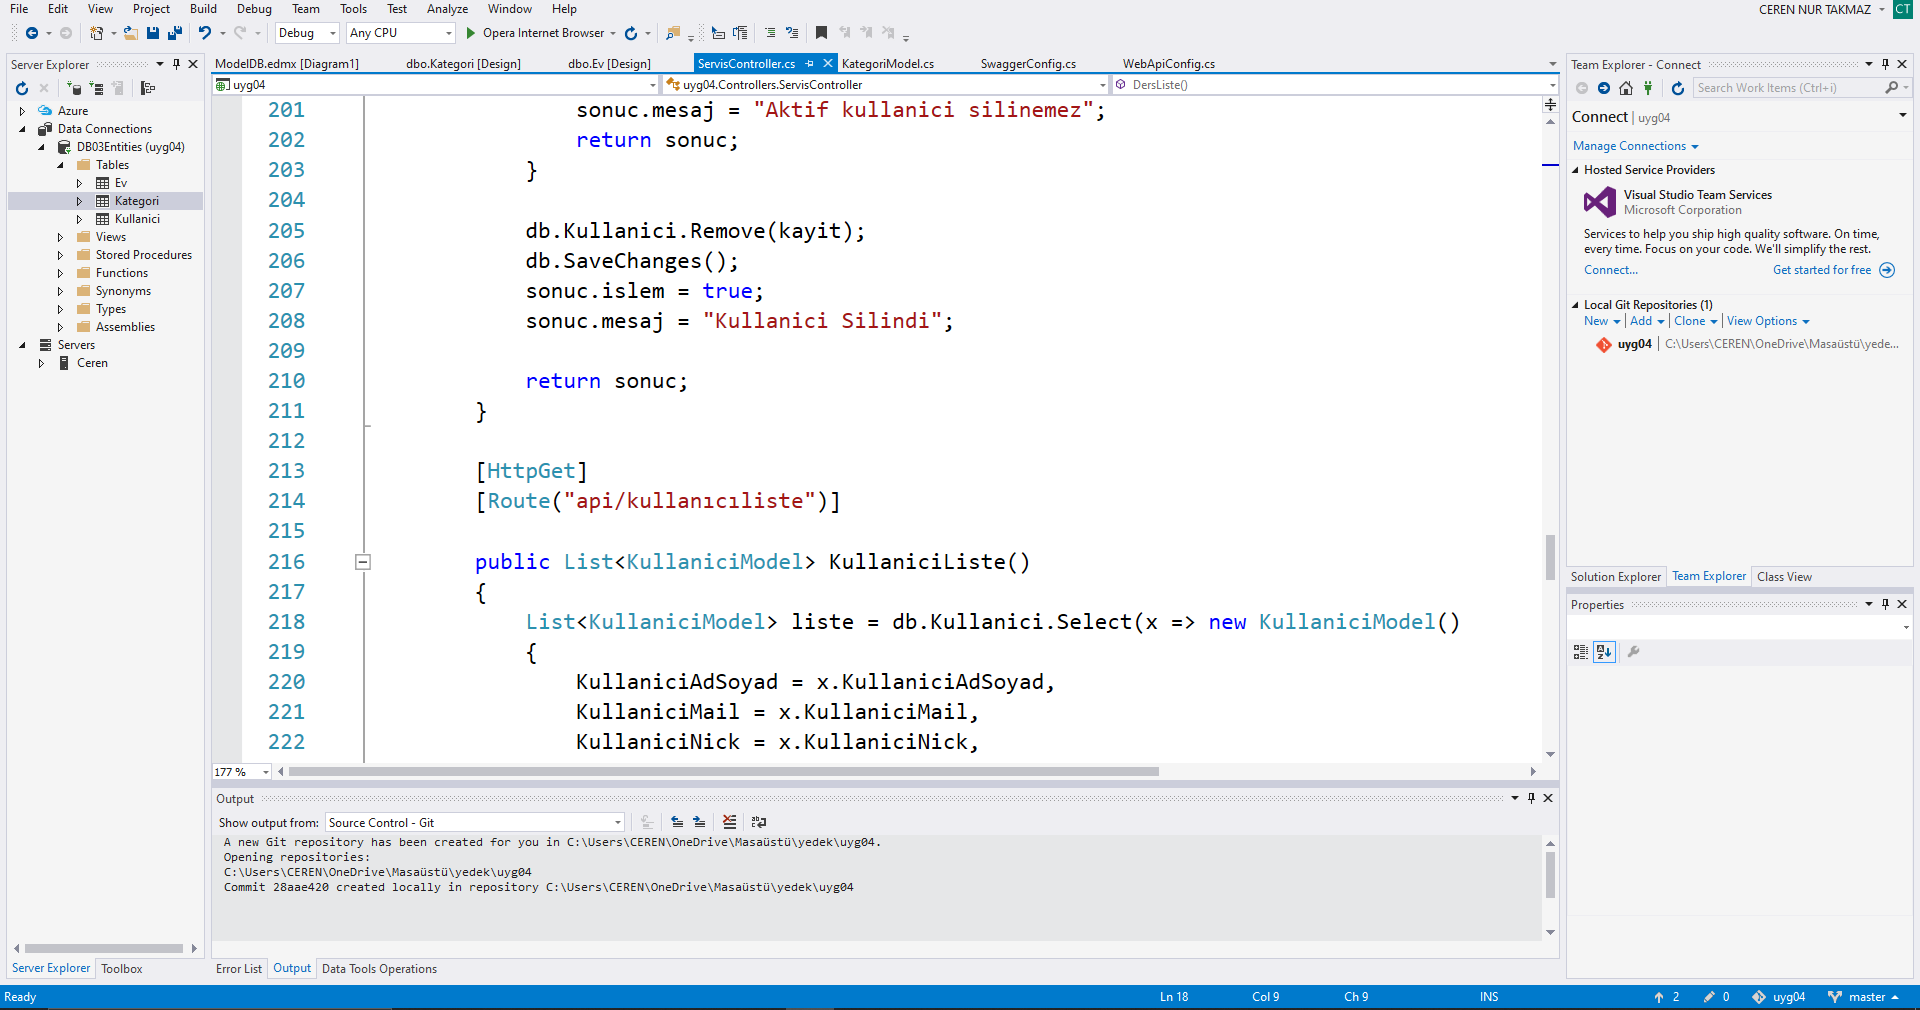 File Edit View Project Build Debug Team Tools Test Analyze Window Help
CEREN NUR TAKMAZ CT
Debug Any CPU Opera Internet Browser
Server Explorer
Azure
Data Connections
DB03Entities (uyg04)
Tables
Ev
Kategori
Kullanici
Views
Stored Procedures
Functions
Synonyms
Types
Assemblies
Servers
Ceren
Server Explorer Toolbox
ModelDB.edmx [Diagram1] dbo.Kategori [Design] dbo.Ev [Design] ServisController.cs KategoriModel.cs SwaggerConfig.cs WebApiConfig.cs
uyg04 uyg04.Controllers.ServisController DersListe()
201 sonuc.mesaj = "Aktif kullanici silinemez";
202 return sonuc;
203 }
204
205 db.Kullanici.Remove(kayit);
206 db.SaveChanges();
207 sonuc.islem = true;
208 sonuc.mesaj = "Kullanici Silindi";
209
210 return sonuc;
211 }
212
213 [HttpGet]
214 [Route("api/kullanıcıliste")]
215
216 public List<KullaniciModel> KullaniciListe()
217 {
218 List<KullaniciModel> liste = db.Kullanici.Select(x => new KullaniciModel()
219 {
220 KullaniciAdSoyad = x.KullaniciAdSoyad,
221 KullaniciMail = x.KullaniciMail,
222 KullaniciNick = x.KullaniciNick,
177 %
Output
Show output from: Source Control - Git
A new Git repository has been created for you in C:\Users\CEREN\OneDrive\Masaüstü\yedek\uyg04.
Opening repositories:
C:\Users\CEREN\OneDrive\Masaüstü\yedek\uyg04
Commit 28aae420 created locally in repository C:\Users\CEREN\OneDrive\Masaüstü\yedek\uyg04
Error List Output Data Tools Operations
Team Explorer - Connect
Search Work Items (Ctrl+i)
Connect | uyg04
Manage Connections
Hosted Service Providers
Visual Studio Team Services
Microsoft Corporation
Services to help you ship high quality software. On time,
every time. Focus on your code. We'll simplify the rest.
Connect... Get started for free
Local Git Repositories (1)
New Add Clone View Options
uyg04 C:\Users\CEREN\OneDrive\Masaüstü\yede...
Solution Explorer Team Explorer Class View
Properties
Ready Ln 18 Col 9 Ch 9 INS 2 0 uyg04 master